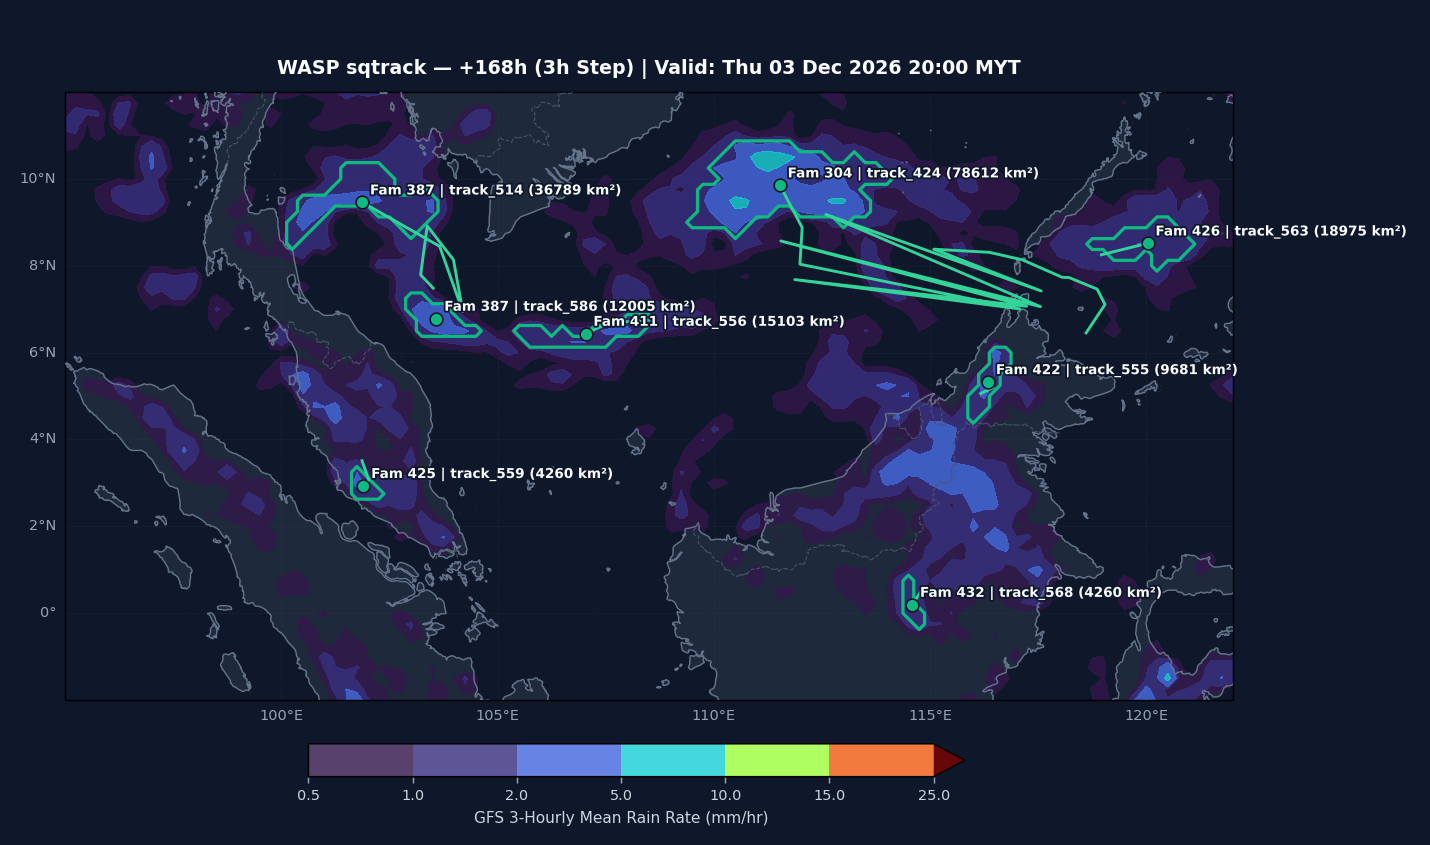 WASP sqtrack — +168h (3h Step) | Valid: Thu 03 Dec 2026 20:00 MYT
10°N
8°N
6°N
4°N
2°N
0°
Fam 304 | track_424 (78612 km²)
Fam 387 | track_514 (36789 km²)
Fam 426 | track_563 (18975 km²)
Fam 387 | track_586 (12005 km²)
Fam 411 | track_556 (15103 km²)
Fam 422 | track_555 (9681 km²)
Fam 425 | track_559 (4260 km²)
Fam 432 | track_568 (4260 km²)
100°E 105°E 110°E 115°E 120°E
0.5 1.0 2.0 5.0 10.0 15.0 25.0
GFS 3-Hourly Mean Rain Rate (mm/hr)